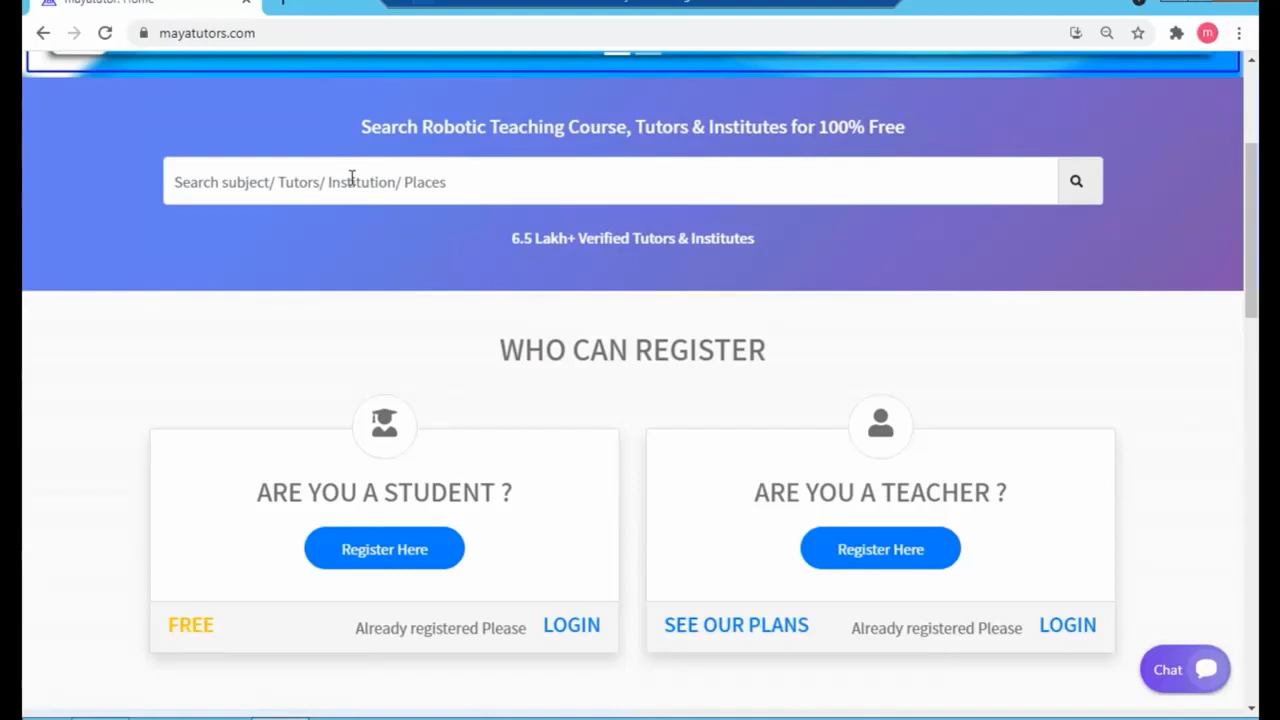 mayatutors.com
m
Search Robotic Teaching Course, Tutors & Institutes for 100% Free
Search subject/ Tutors/ Institution/ Places
6.5 Lakh+ Verified Tutors & Institutes
WHO CAN REGISTER
ARE YOU A STUDENT ?
Register Here
FREE
Already registered Please
LOGIN
ARE YOU A TEACHER ?
Register Here
SEE OUR PLANS
Already registered Please
LOGIN
Chat